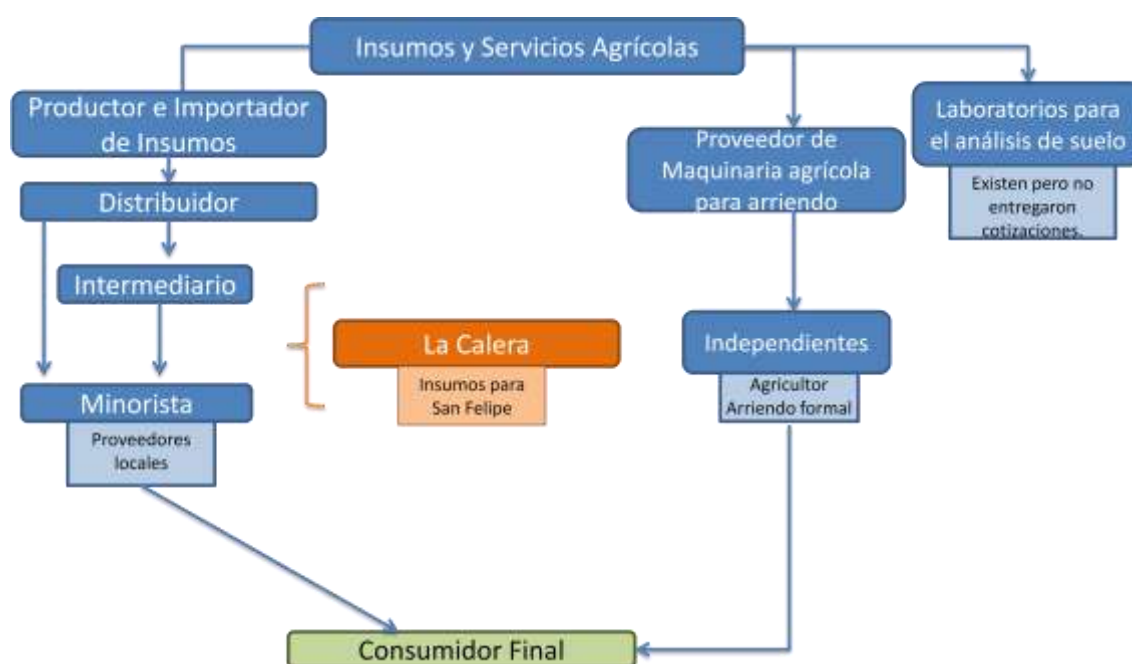 Insumos y Servicios Agrícolas
Productor e Importador
de Insumos
Distribuidor
Intermediario
Minorista
Proveedores
locales
La Calera
Insumos para
San Felipe
Proveedor de
Maquinaria agrícola
para arriendo
Independientes
Agricultor
Arriendo formal
Laboratorios para
el análisis de suelo
Existen pero no
entregaron
cotizaciones.
Consumidor Final